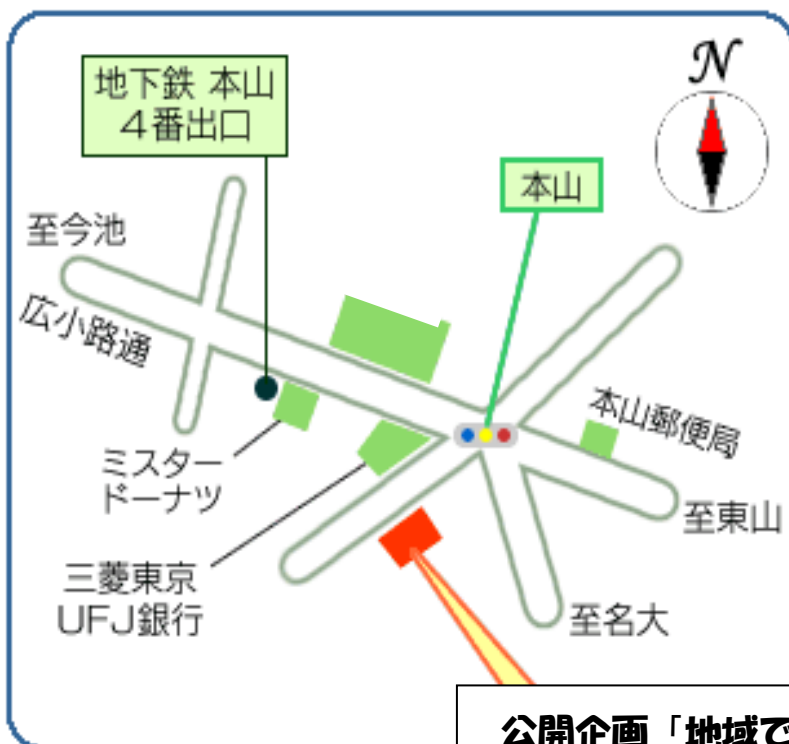 地下鉄 本山
４番出口
N
本山
至今池
広小路通
本山郵便局
ミスター
ドーナツ
至東山
三菱東京
UFJ銀行
至名大
公開企画「地域で